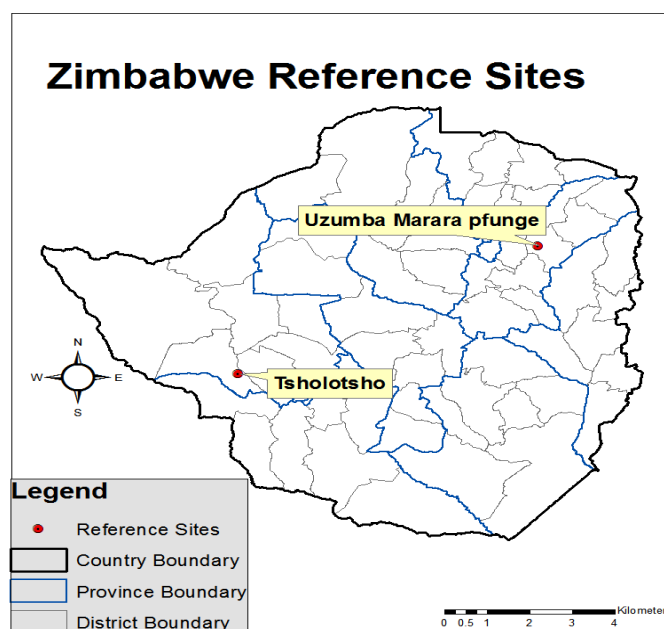 Zimbabwe Reference Sites
Uzumba Marara pfunge
Tsholotsho
N
W E
S
Legend
Reference Sites
Country Boundary
Province Boundary
District Boundary
Kilometer
0 0.5 1 2 3 4